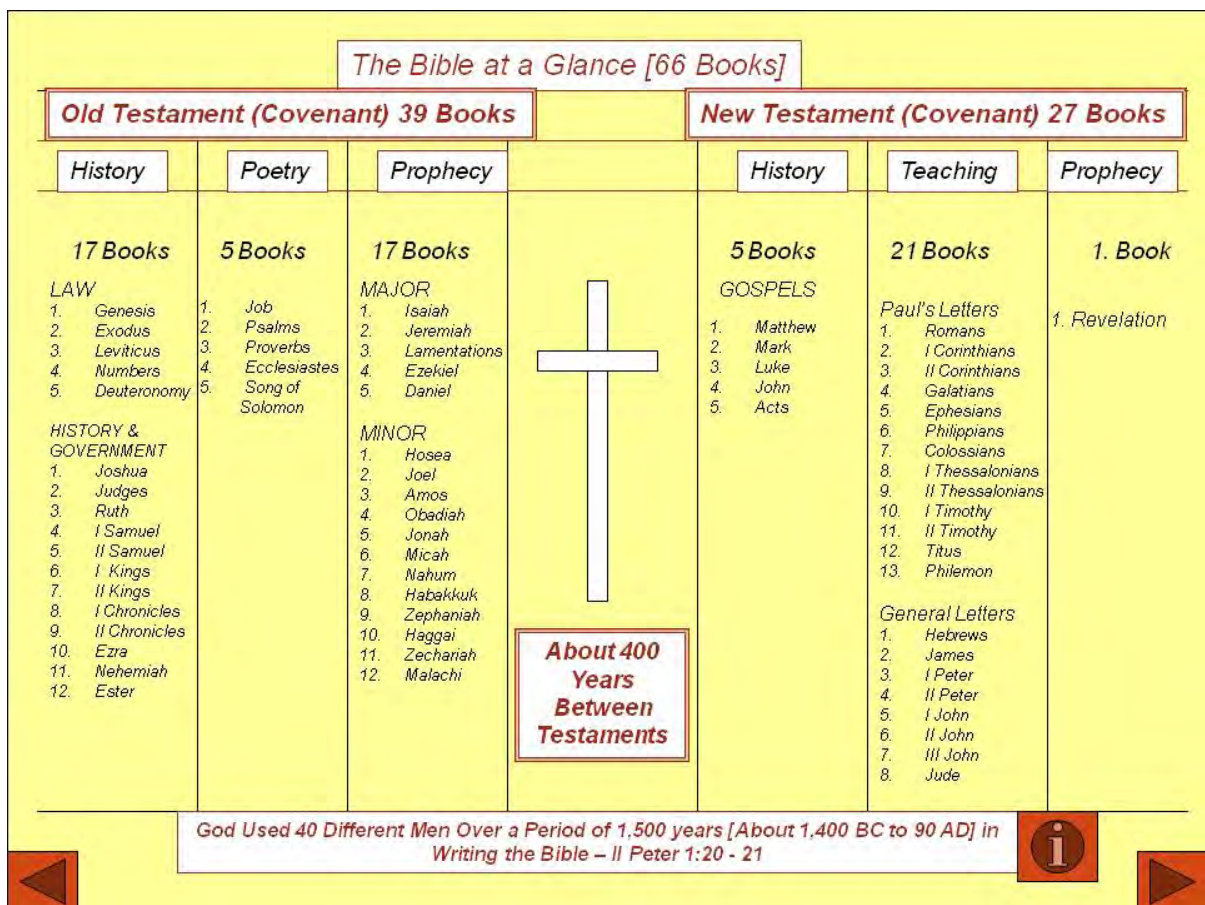 The Bible at a Glance [66 Books]
Old Testament (Covenant) 39 Books
New Testament (Covenant) 27 Books
History
Poetry
Prophecy
History
Teaching
Prophecy
17 Books
LAW
1. Genesis
2. Exodus
3. Leviticus
4. Numbers
5. Deuteronomy
HISTORY &
GOVERNMENT
1. Joshua
2. Judges
3. Ruth
4. I Samuel
5. II Samuel
6. I Kings
7. II Kings
8. I Chronicles
9. II Chronicles
10. Ezra
11. Nehemiah
12. Ester
5 Books
1. Job
2. Psalms
3. Proverbs
4. Ecclesiastes
5. Song of
Solomon
17 Books
MAJOR
1. Isaiah
2. Jeremiah
3. Lamentations
4. Ezekiel
5. Daniel
MINOR
1. Hosea
2. Joel
3. Amos
4. Obadiah
5. Jonah
6. Micah
7. Nahum
8. Habakkuk
9. Zephaniah
10. Haggai
11. Zechariah
12. Malachi
About 400
Years
Between
Testaments
5 Books
GOSPELS
1. Matthew
2. Mark
3. Luke
4. John
5. Acts
21 Books
Paul's Letters
1. Romans
2. I Corinthians
3. II Corinthians
4. Galatians
5. Ephesians
6. Philippians
7. Colossians
8. I Thessalonians
9. II Thessalonians
10. I Timothy
11. II Timothy
12. Titus
13. Philemon
General Letters
1. Hebrews
2. James
3. I Peter
4. II Peter
5. I John
6. II John
7. III John
8. Jude
1. Book
1. Revelation
God Used 40 Different Men Over a Period of 1,500 years [About 1,400 BC to 90 AD] in
Writing the Bible – II Peter 1:20 - 21
i